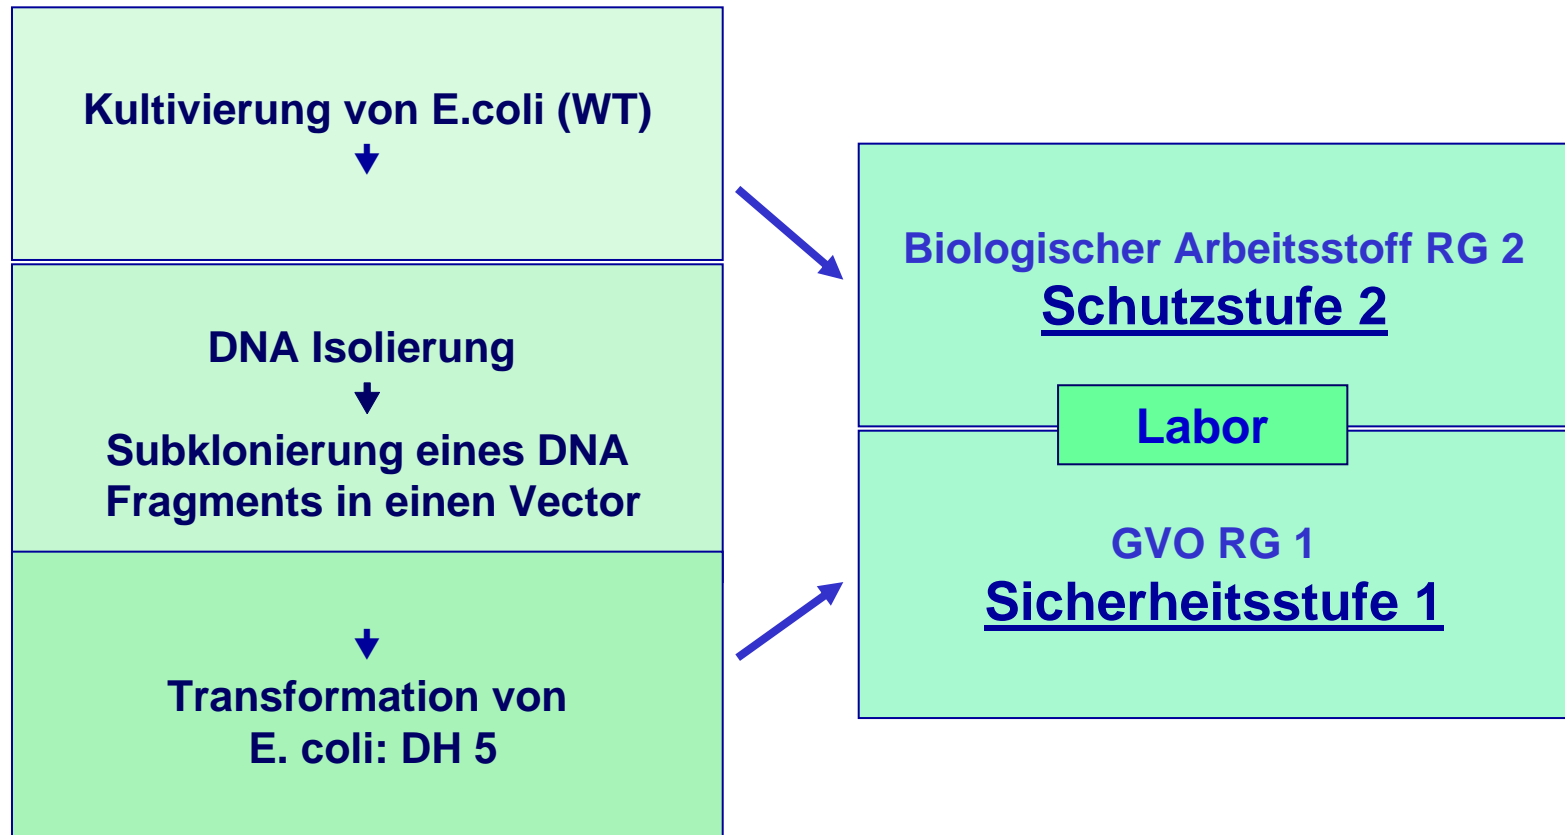 Kultivierung von E.coli (WT)
DNA Isolierung
Subklonierung eines DNA
Fragments in einen Vector
Transformation von
E. coli: DH 5
Biologischer Arbeitsstoff RG 2
Schutzstufe 2
Labor
GVO RG 1
Sicherheitsstufe 1